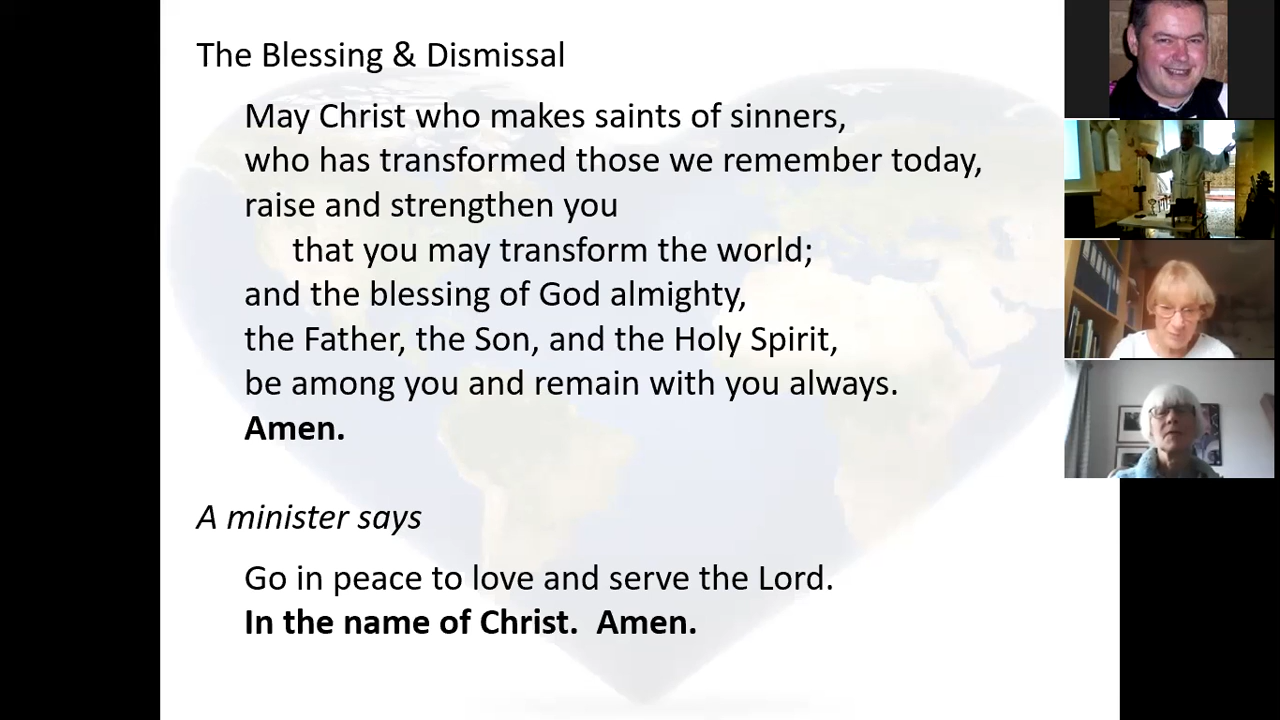 The Blessing & Dismissal
May Christ who makes saints of sinners,
who has transformed those we remember today,
raise and strengthen you
that you may transform the world;
and the blessing of God almighty,
the Father, the Son, and the Holy Spirit,
be among you and remain with you always.
Amen.
A minister says
Go in peace to love and serve the Lord.
In the name of Christ.  Amen.